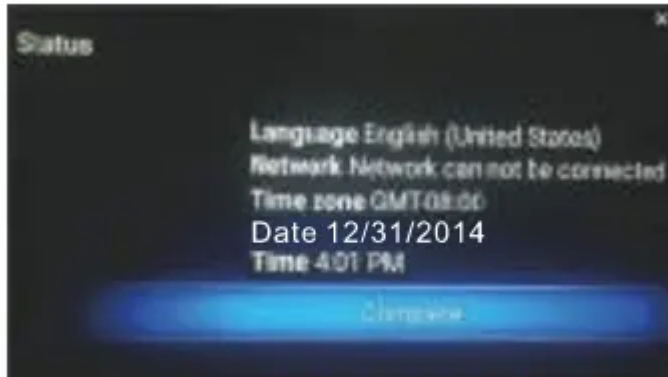 Status
Language English (United States)
Network Network can not be connected
Time zone GMT-08:00
Date 12/31/2014
Time 4:01 PM
Complete